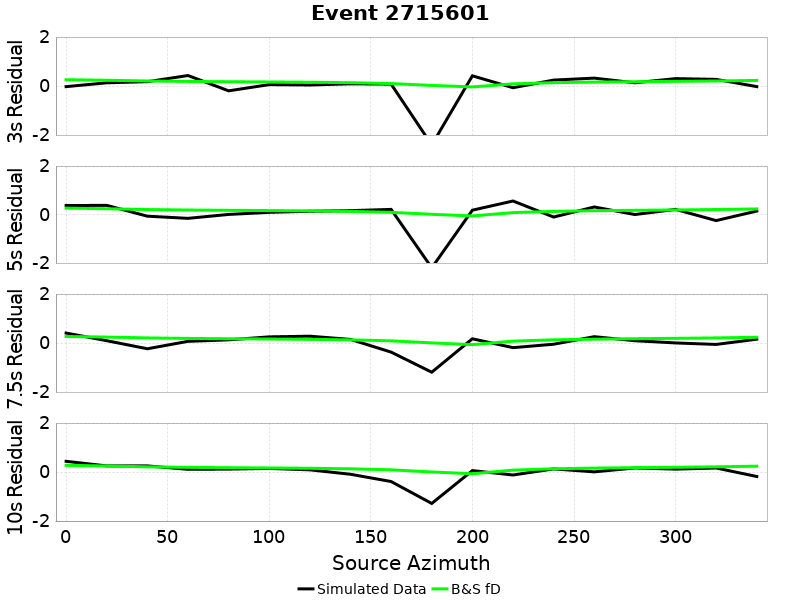 Event 2715601
3s Residual
2
0
-2
5s Residual
2
0
-2
7.5s Residual
2
0
-2
10s Residual
2
0
-2
0 50 100 150 200 250 300
Source Azimuth
Simulated Data B&S fD